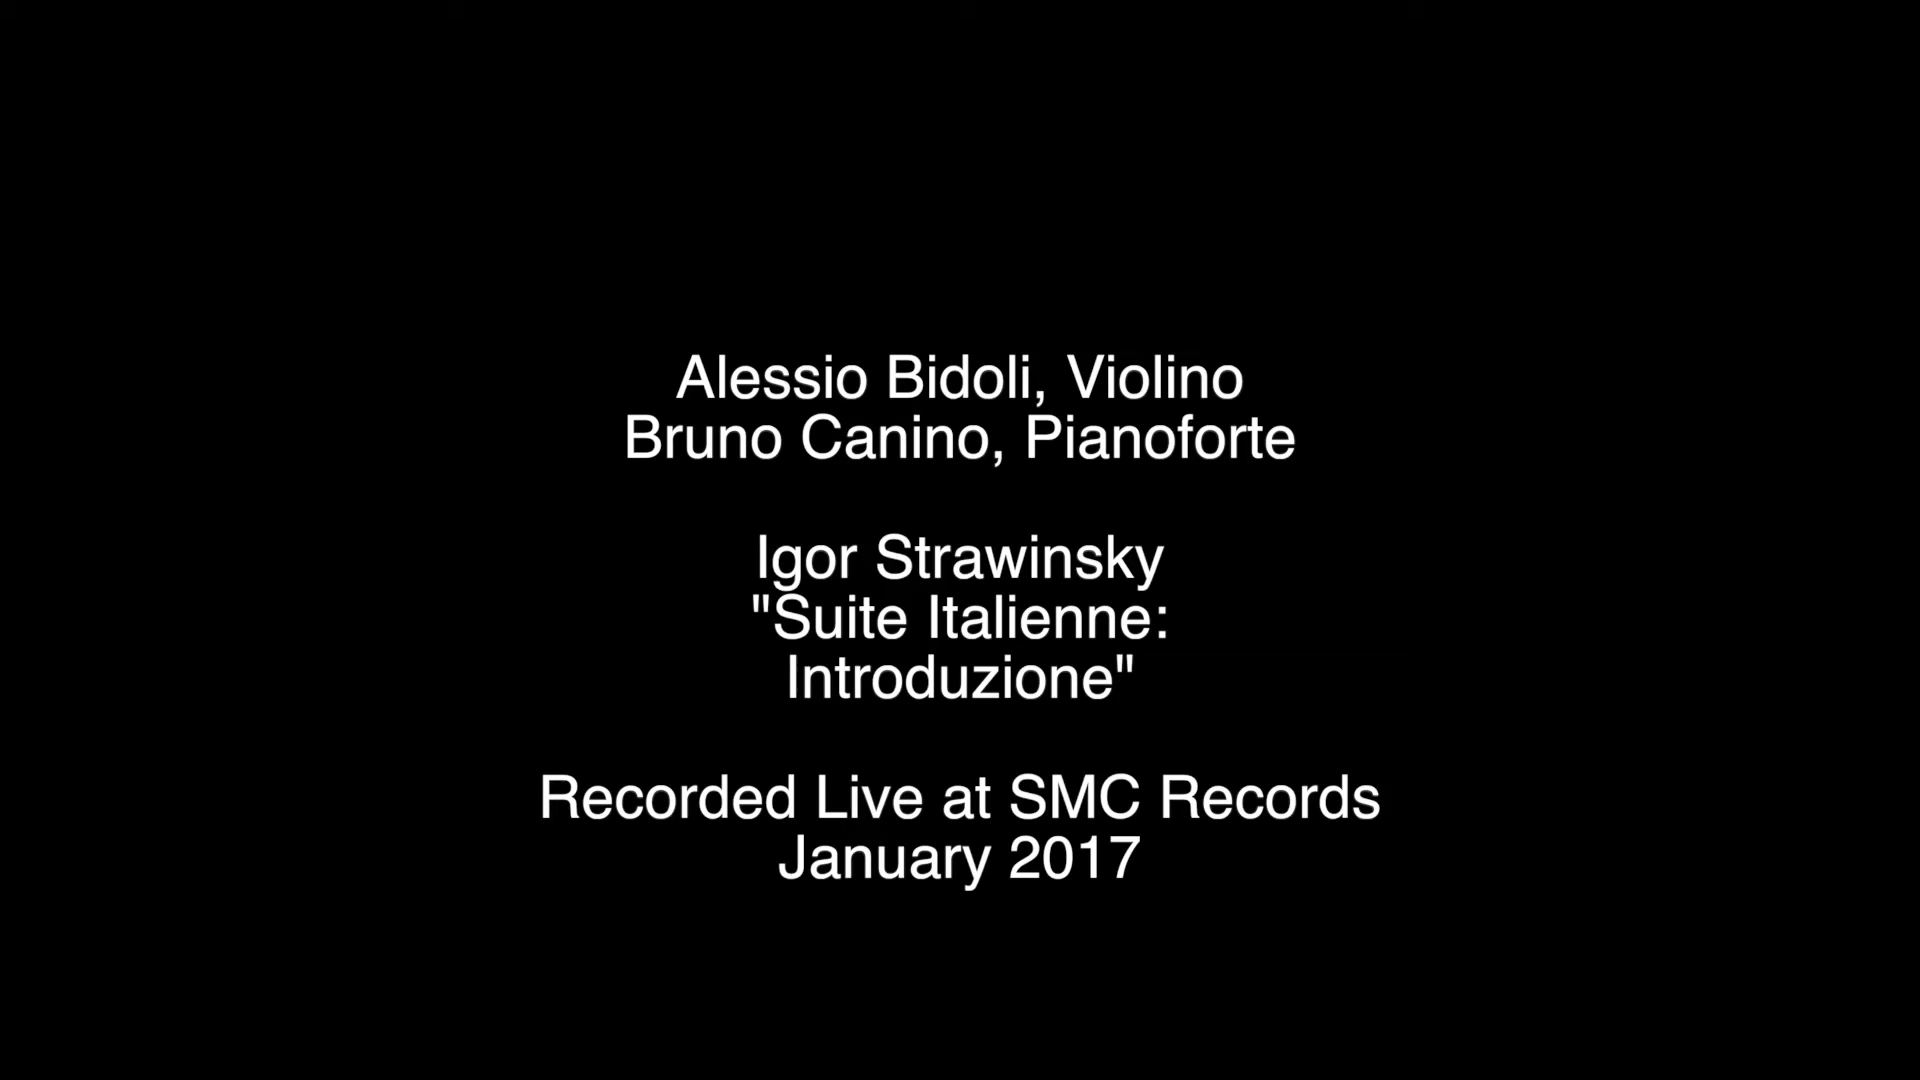 Alessio Bidoli, Violino
Bruno Canino, Pianoforte
Igor Strawinsky
"Suite Italienne:
Introduzione"
Recorded Live at SMC Records
January 2017